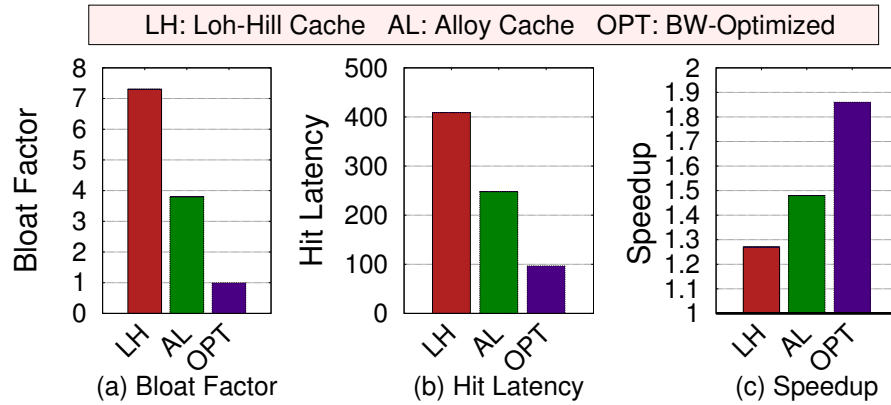 LH: Loh-Hill Cache AL: Alloy Cache OPT: BW-Optimized
Bloat Factor
8
7
6
5
4
3
2
1
0
LH
AL
OPT
(a) Bloat Factor
Hit Latency
500
400
300
200
100
0
LH
AL
OPT
(b) Hit Latency
Speedup
2
1.9
1.8
1.7
1.6
1.5
1.4
1.3
1.2
1.1
1
LH
AL
OPT
(c) Speedup